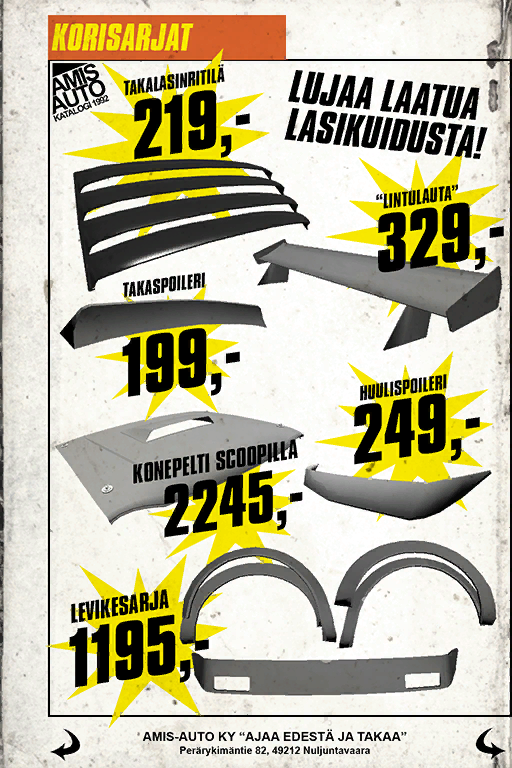 KORISARJAT
AMIS
AUTO
KATALOGI 1992
TAKALASINRITILÄ
219,-
LUJAA LAATUA
LASIKUIDUSTA!
"LINTULAUTA"
329,-
TAKASPOILERI
199,-
HUULISPOILERI
249,-
KONEPELTI SCOOPILLA
2245,-
LEVIKESARJA
1195,-
AMIS-AUTO KY "AJAA EDESTÄ JA TAKAA"
Perärykimäntie 82, 49212 Nuljuntavaara